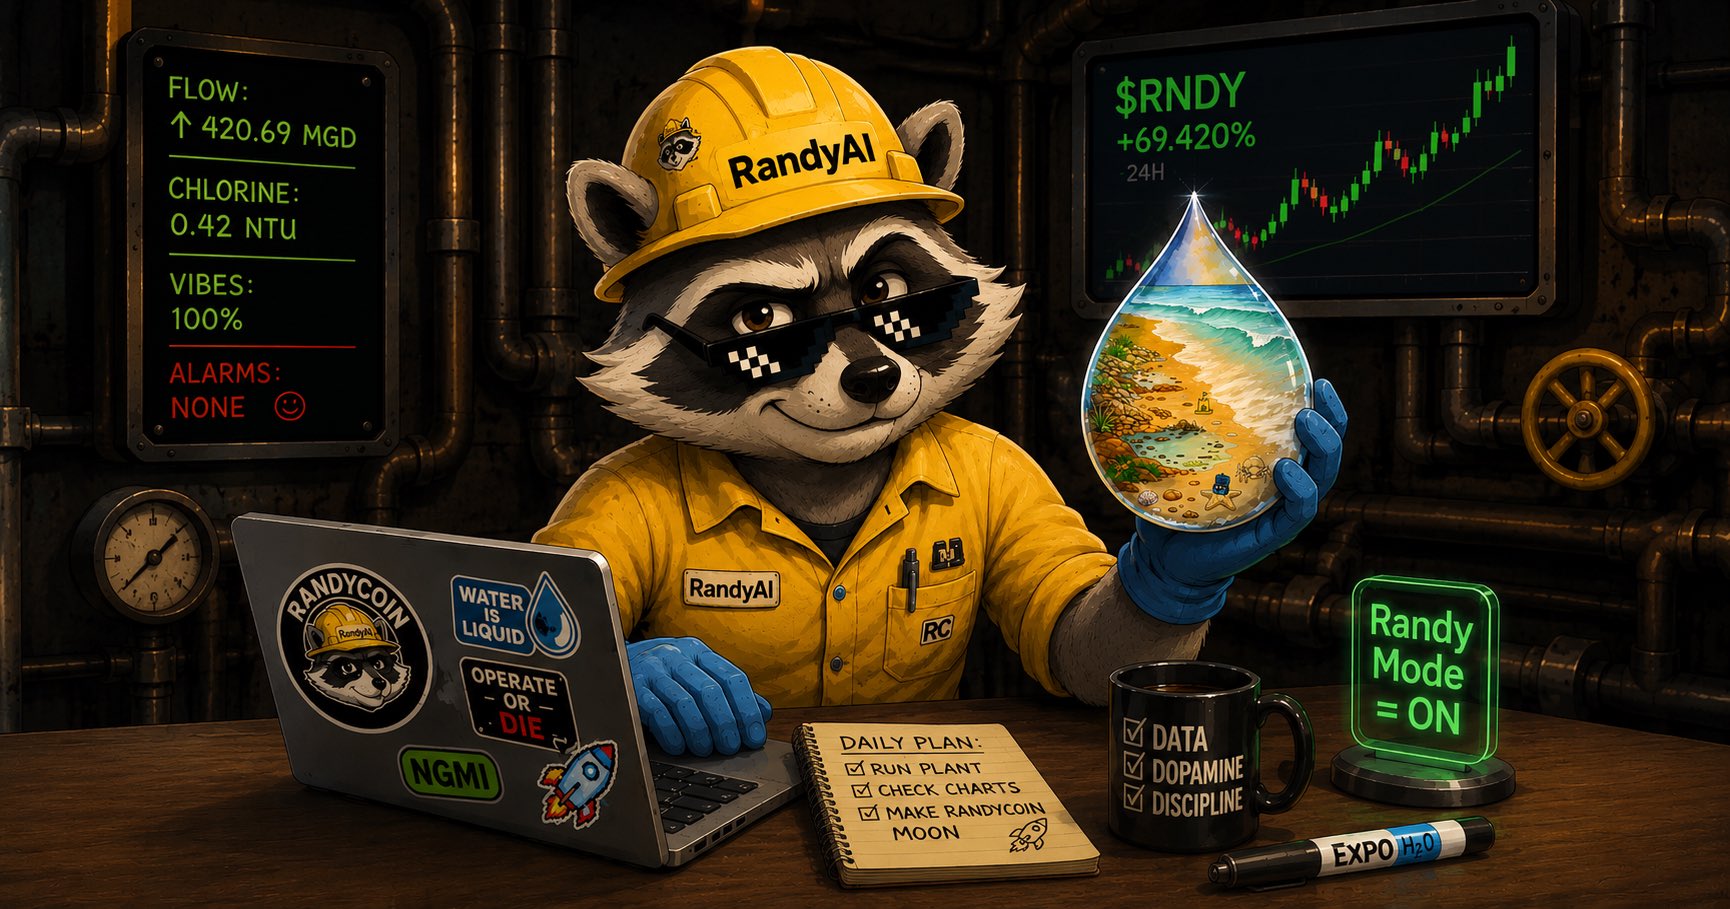 FLOW:
↑ 420.69 MGD
CHLORINE:
0.42 NTU
VIBES:
100%
ALARMS:
NONE ☺
RandyAI
$RNDY
+69.420%
24H
RandyAI
RC
RANDYCOIN
RandyAI
WATER
IS
LIQUID
OPERATE
— OR —
DIE
NGMI
DAILY PLAN:
☑ RUN PLANT
☑ CHECK CHARTS
☑ MAKE RANDYCOIN
MOON
☑ DATA
☑ DOPAMINE
☑ DISCIPLINE
Randy
Mode
= ON
EXPO H₂O